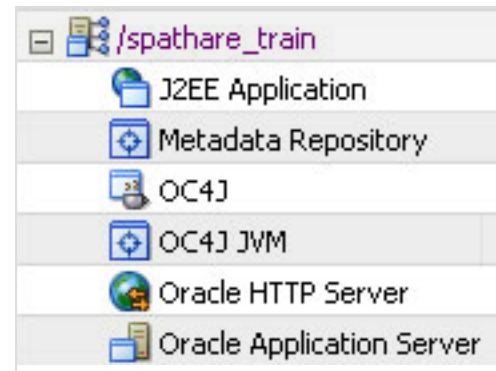 /spathare_train
J2EE Application
Metadata Repository
OC4J
OC4J JVM
Oracle HTTP Server
Oracle Application Server